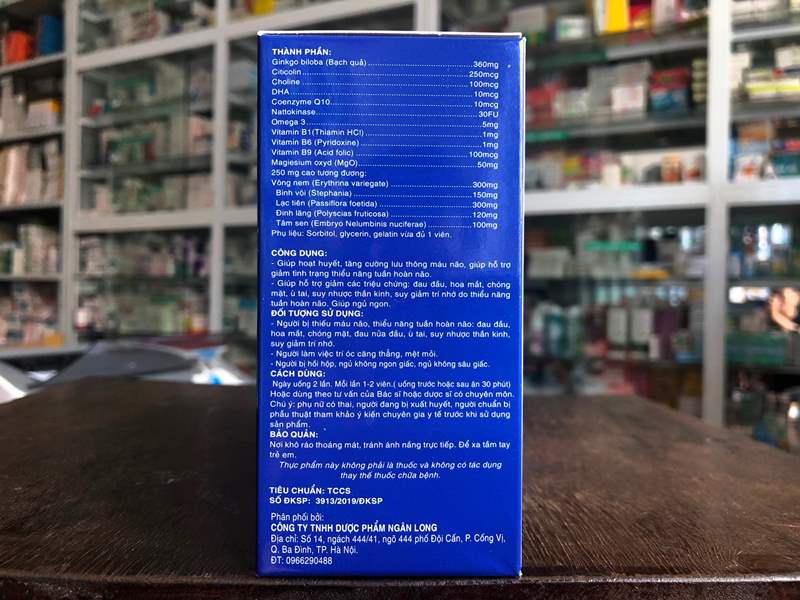 THÀNH PHẦN:
Ginkgo biloba (Bạch quả) 360mg
Citicolin 250mcg
Choline 100mcg
DHA 10mcg
Coenzyme Q10 10mcg
Nattokinase 30FU
Omega 3 5mg
Vitamin B1(Thiamin HCl) 1mg
Vitamin B6 (Pyridoxine) 1mg
Vitamin B9 (Acid folic) 100mcg
Magiesium oxyd (MgO) 50mg
250 mg cao tương đương:
Vông nem (Erythrina variegate) 300mg
Bình vôi (Stephania) 150mg
Lạc tiên (Passiflora foetida) 300mg
Đinh lăng (Polyscias fruticosa) 120mg
Tâm sen (Embryo Nelumbinis nuciferae) 100mg
Phụ liệu: Sorbitol, glycerin, gelatin vừa đủ 1 viên.
CÔNG DỤNG:
- Giúp hoạt huyết, tăng cường lưu thông máu não, giúp hỗ trợ
giảm tình trạng thiểu năng tuần hoàn não.
- Giúp hỗ trợ giảm các triệu chứng: đau đầu, hoa mắt, chóng
mặt, ù tai, suy nhược thần kinh, suy giảm trí nhớ do thiểu năng
tuần hoàn não. Giúp ngủ ngon.
ĐỐI TƯỢNG SỬ DỤNG:
- Người bị thiếu máu não, thiểu năng tuần hoàn não: đau đầu,
hoa mắt, chóng mặt, đau nửa đầu, ù tai, suy nhược thần kinh,
suy giảm trí nhớ.
- Người làm việc trí óc căng thẳng, mệt mỏi.
- Người bị hồi hộp, ngủ không ngon giấc, ngủ không sâu giấc.
CÁCH DÙNG:
Ngày uống 2 lần. Mỗi lần 1-2 viên.( uống trước hoặc sau ăn 30 phút)
Hoặc dùng theo tư vấn của Bác sĩ hoặc dược sĩ có chuyên môn.
Chú ý: phụ nữ có thai, người đang bị xuất huyết, người chuẩn bị
phẫu thuật tham khảo ý kiến chuyên gia y tế trước khi sử dụng
sản phẩm.
BẢO QUẢN:
Nơi khô ráo thoáng mát, tránh ánh nắng trực tiếp. Để xa tầm tay
trẻ em.
Thực phẩm này không phải là thuốc và không có tác dụng
thay thế thuốc chữa bệnh.
TIÊU CHUẨN: TCCS
SỐ ĐKSP: 3913/2019/ĐKSP
Phân phối bởi:
CÔNG TY TNHH DƯỢC PHẨM NGÂN LONG
Địa chỉ: Số 14, ngách 444/41, ngõ 444 phố Đội Cấn, P. Cống Vị,
Q. Ba Đình, TP. Hà Nội.
ĐT: 0966290488